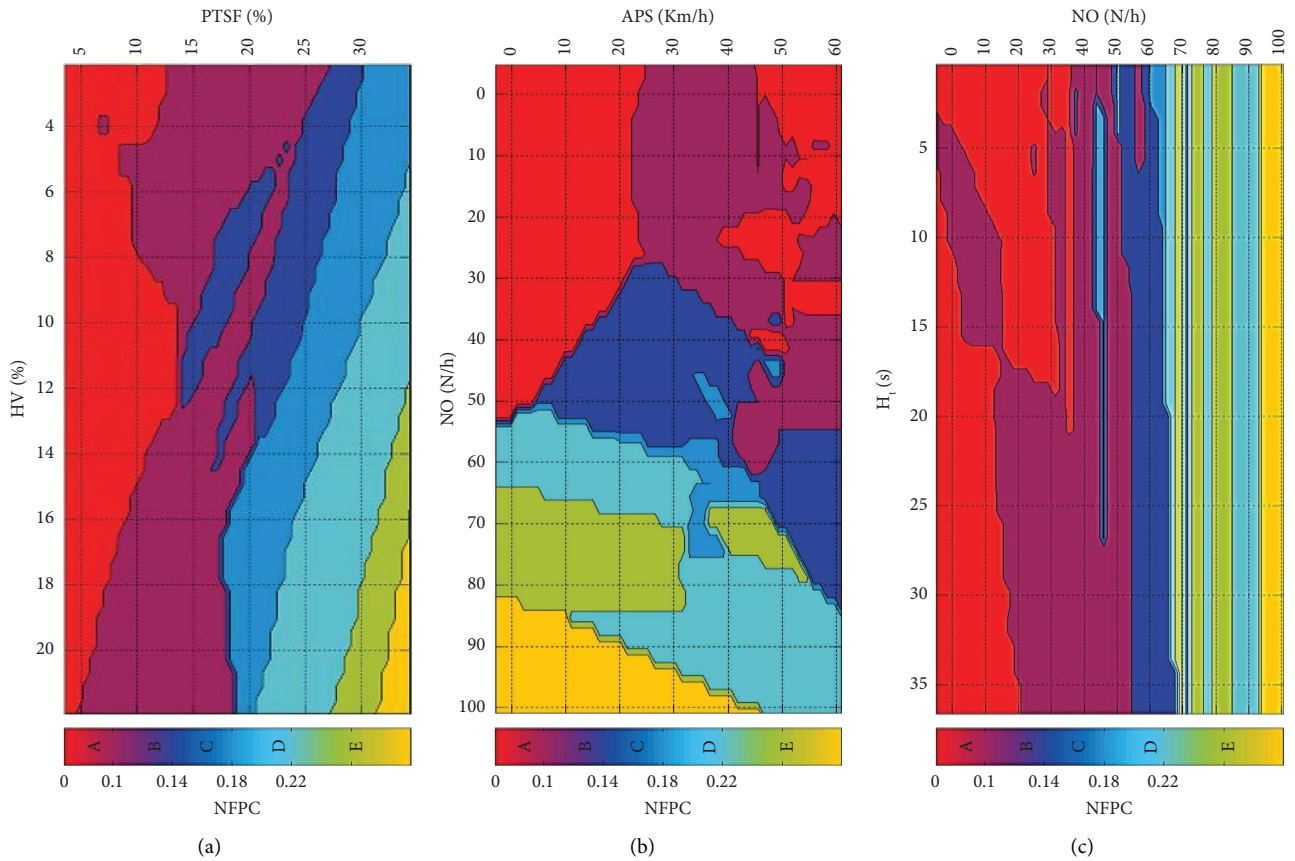 PTSF (%)
5 10 15 20 25 30
HV (%)
4
6
8
10
12
14
16
18
20
A B C D E
0 0.1 0.14 0.18 0.22
NFPC
(a)
APS (Km/h)
0 10 20 30 40 50 60
NO (N/h)
0
10
20
30
40
50
60
70
80
90
100
A B C D E
0 0.1 0.14 0.18 0.22
NFPC
(b)
NO (N/h)
0 10 20 30 40 50 60 70 80 90 100
Ht (s)
5
10
15
20
25
30
35
A B C D E
0 0.1 0.14 0.18 0.22
NFPC
(c)